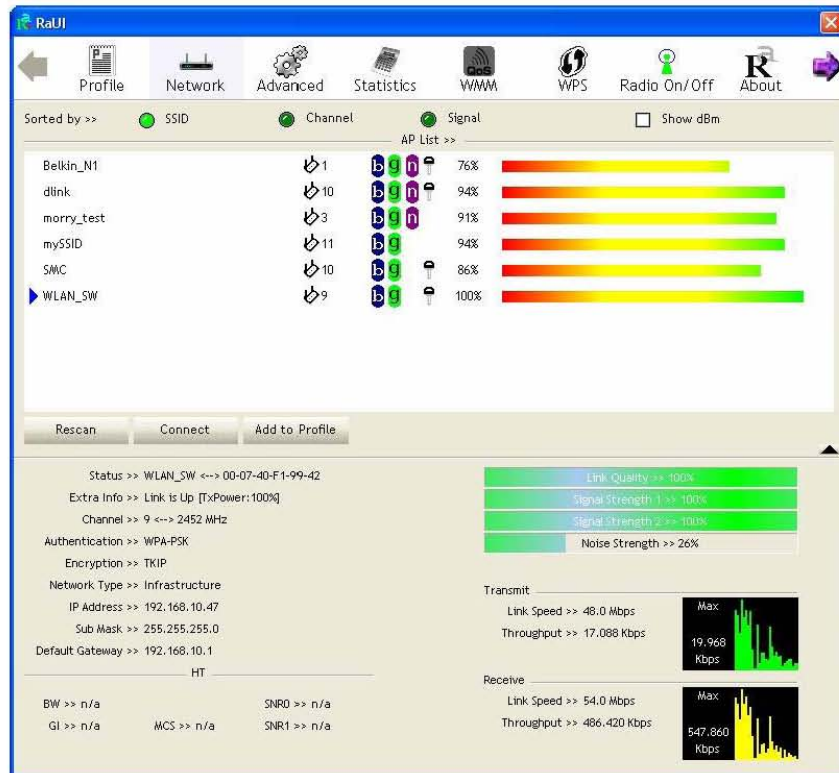 RaUI
Profile Network Advanced Statistics QoS WMM WPS Radio On/Off About
Sorted by >> SSID Channel Signal Show dBm
AP List >>
Belkin_N1 1 b g n 76%
dlink 10 b g n 94%
morry_test 3 b g n 91%
mySSID 11 b g 94%
SMC 10 b g 86%
WLAN_SW 9 b g 100%
Rescan Connect Add to Profile
Status >> WLAN_SW <--> 00-07-40-F1-99-42
Extra Info >> Link is Up [TxPower:100%]
Channel >> 9 <--> 2452 MHz
Authentication >> WPA-PSK
Encryption >> TKIP
Network Type >> Infrastructure
IP Address >> 192.168.10.47
Sub Mask >> 255.255.255.0
Default Gateway >> 192.168.10.1
HT
BW >> n/a SNR0 >> n/a
GI >> n/a MCS >> n/a SNR1 >> n/a
Link Quality >> 100%
Signal Strength 1 >> 100%
Signal Strength 2 >> 100%
Noise Strength >> 26%
Transmit
Link Speed >> 48.0 Mbps
Throughput >> 17.088 Kbps
Max
19.968
Kbps
Receive
Link Speed >> 54.0 Mbps
Throughput >> 486.420 Kbps
Max
547.860
Kbps